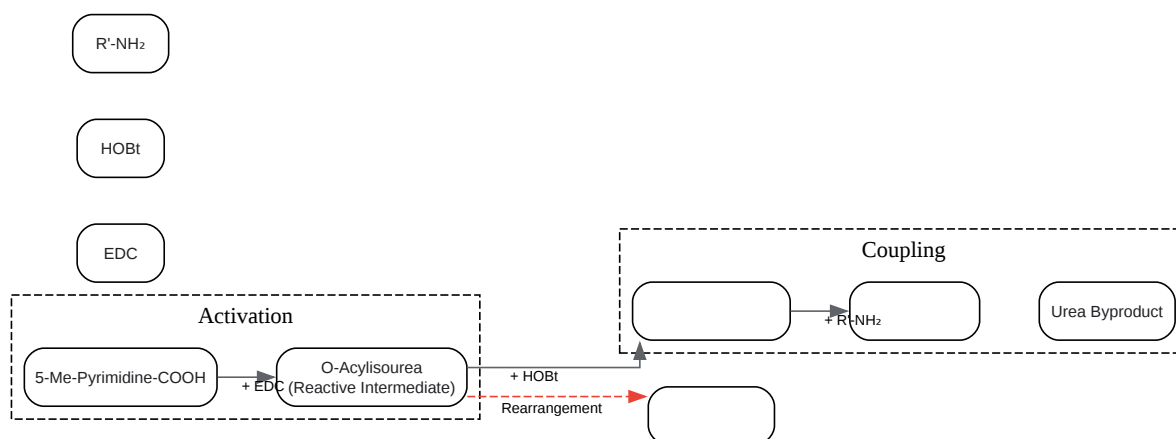 R'-NH₂
HOBt
EDC
Coupling
Activation
Urea Byproduct
+ R'-NH₂
5-Me-Pyrimidine-COOH
+ EDC
O-Acylisourea
(Reactive Intermediate)
+ HOBt
Rearrangement